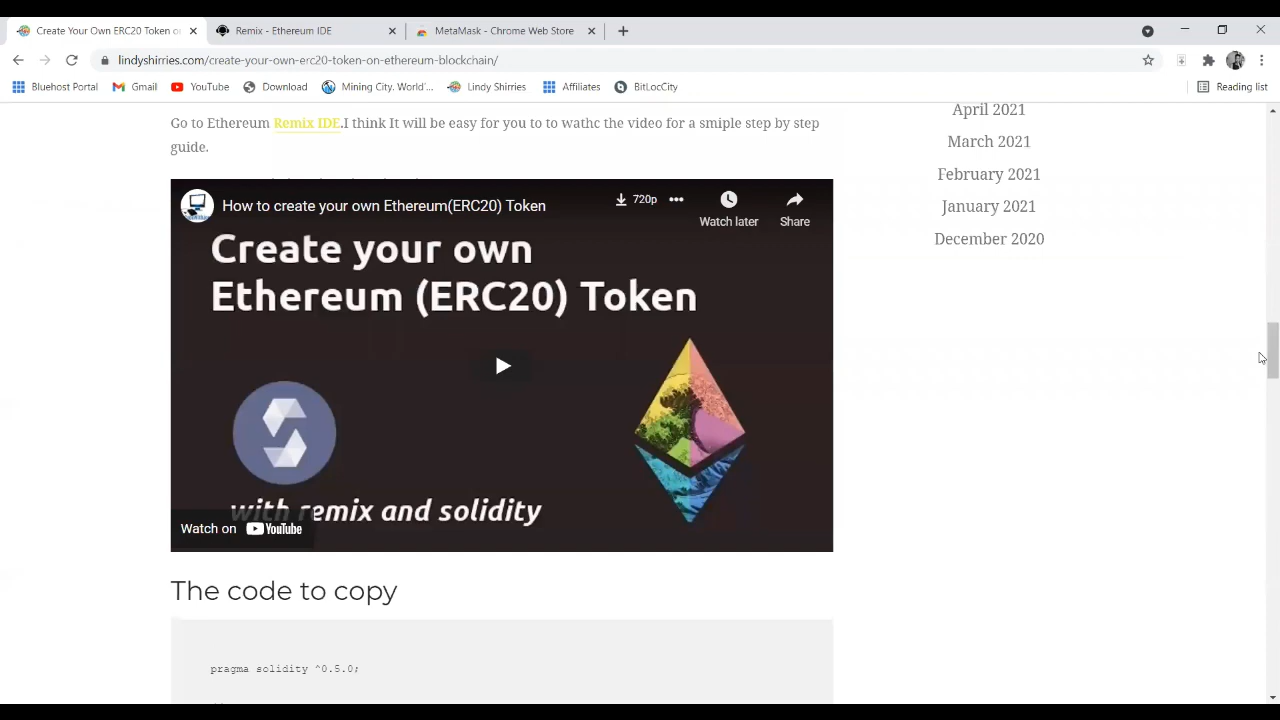 Create Your Own ERC20 Token o
Remix - Ethereum IDE
MetaMask - Chrome Web Store
lindyshirries.com/create-your-own-erc20-token-on-ethereum-blockchain/
Bluehost Portal
Gmail
YouTube
Download
Mining City. World'...
Lindy Shirries
Affiliates
BitLocCity
Reading list
Go to Ethereum Remix IDE.I think It will be easy for you to to wathc the video for a smiple step by step
guide.
How to create your own Ethereum(ERC20) Token
720p
Watch later
Share
Create your own
Ethereum (ERC20) Token
with remix and solidity
Watch on YouTube
The code to copy
pragma solidity ^0.5.0;
April 2021
March 2021
February 2021
January 2021
December 2020